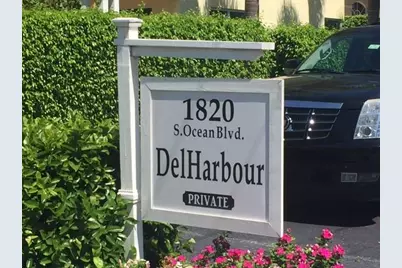 1820
S.Ocean Blvd.
DelHarbour
PRIVATE